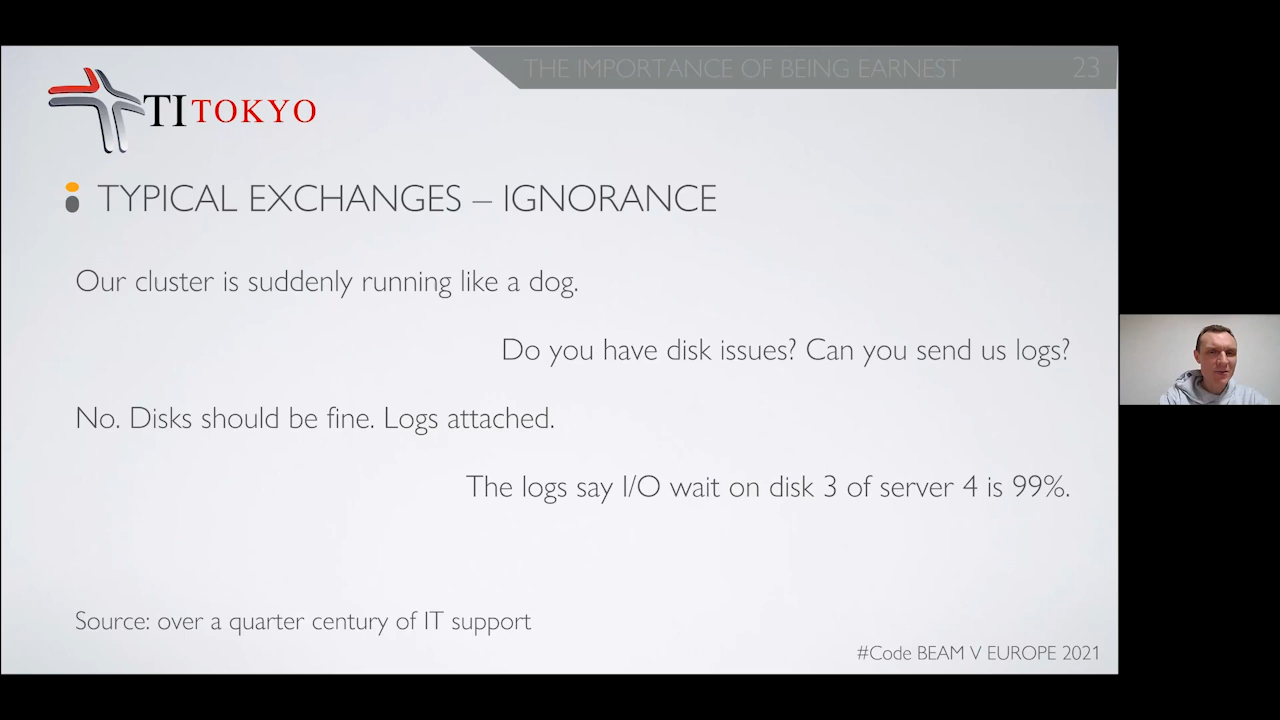 THE IMPORTANCE OF BEING EARNEST 23
TI TOKYO
TYPICAL EXCHANGES – IGNORANCE
Our cluster is suddenly running like a dog.
Do you have disk issues? Can you send us logs?
No. Disks should be fine. Logs attached.
The logs say I/O wait on disk 3 of server 4 is 99%.
Source: over a quarter century of IT support
#Code BEAM V EUROPE 2021